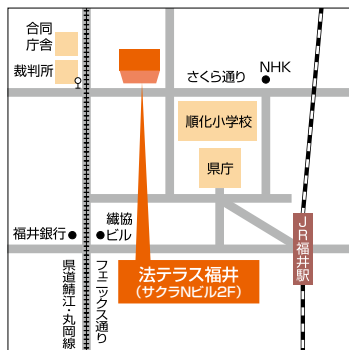 合同
庁舎
裁判所
NHK
さくら通り
順化小学校
県庁
繊協
ビル
福井銀行
JR福井駅
法テラス福井
(サクラNビル2F)
県道鯖江・丸岡線
フェニックス通り